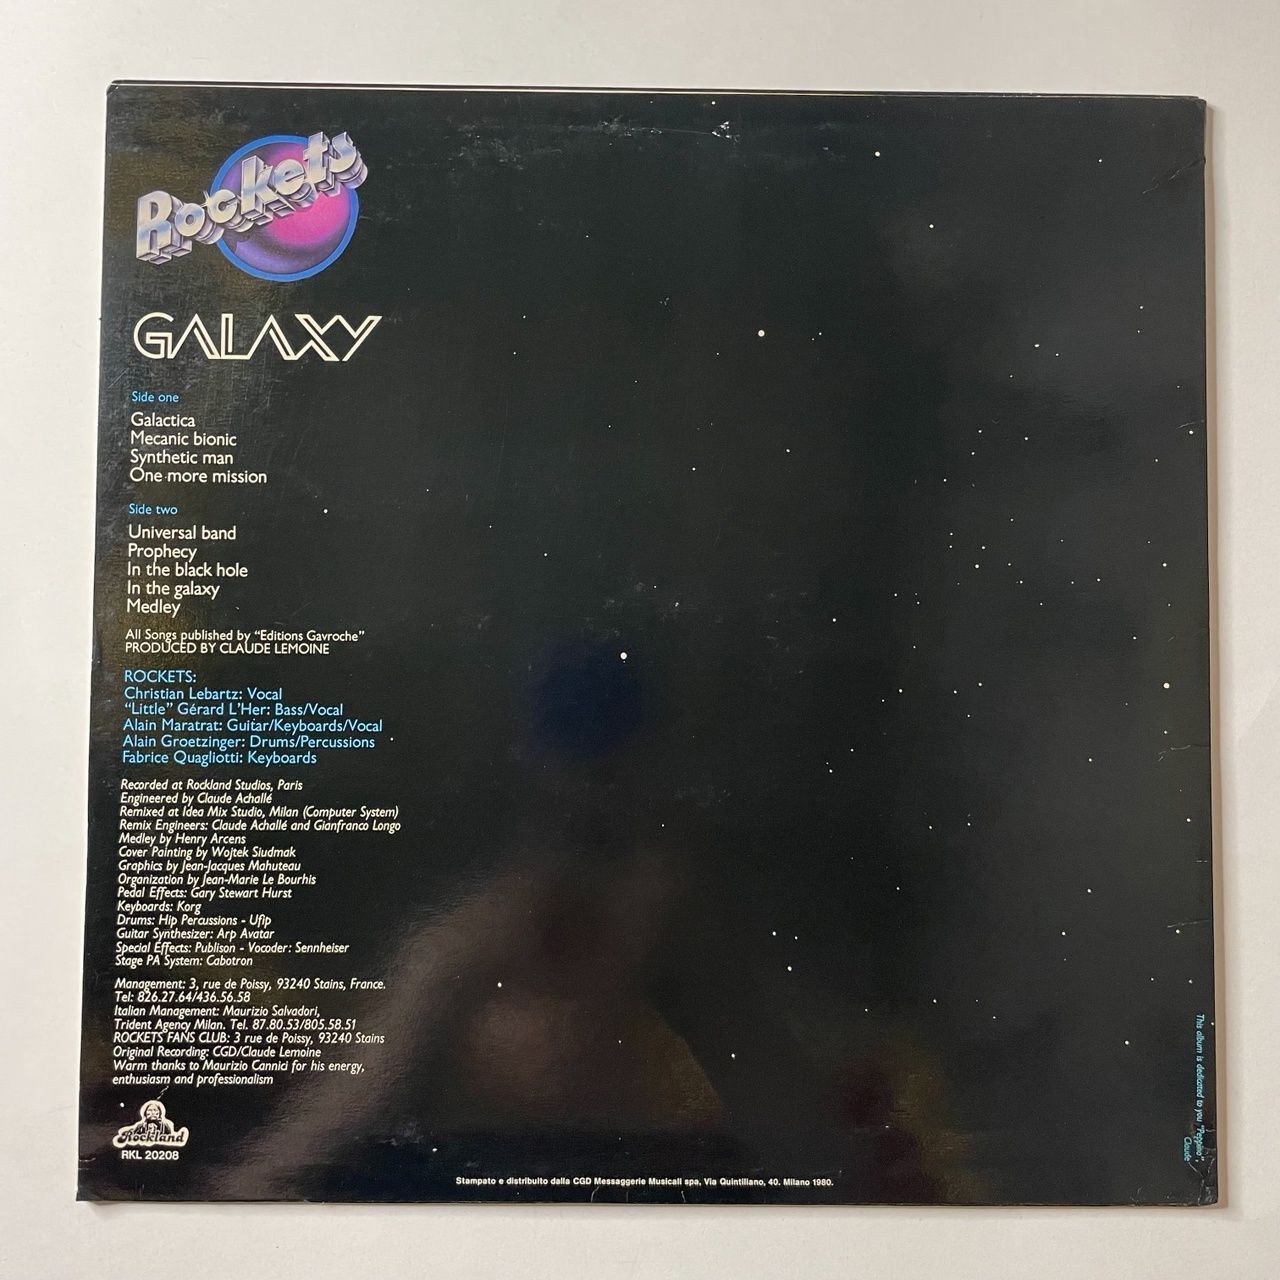 Rockets
GALAXY
Side one
Galactica
Mecanic bionic
Synthetic man
One more mission
Side two
Universal band
Prophecy
In the black hole
In the galaxy
Medley
All Songs published by “Editions Gavroche”
PRODUCED BY CLAUDE LEMOINE
ROCKETS:
Christian Lebartz: Vocal
“Little” Gérard L'Her: Bass/Vocal
Alain Maratrat: Guitar/Keyboards/Vocal
Alain Groetzinger: Drums/Percussions
Fabrice Quagliotti: Keyboards
Recorded at Rockland Studios, Paris
Engineered by Claude Achallé
Remixed at Idea Mix Studio, Milan (Computer System)
Remix Engineers: Claude Achallé and Gianfranco Longo
Medley by Henry Arcens
Cover Painting by Wojtek Siudmak
Graphics by Jean-Jacques Mahuteau
Organization by Jean-Marie Le Bourhis
Pedal Effects: Gary Stewart Hurst
Keyboards: Korg
Drums: Hip Percussions - Ufip
Guitar Synthesizer: Arp Avatar
Special Effects: Publison - Vocoder: Sennheiser
Stage PA System: Cabotron
Management: 3, rue de Poissy, 93240 Stains, France.
Tel: 826.27.64/436.56.58
Italian Management: Maurizio Salvadori,
Trident Agency Milan. Tel. 87.80.53/805.58.51
ROCKETS FANS CLUB: 3 rue de Poissy, 93240 Stains
Original Recording: CGD/Claude Lemoine
Warm thanks to Maurizio Cannici for his energy,
enthusiasm and professionalism
Rockland
RKL 20208
Stampato e distribuito dalla CGD Messaggerie Musicali spa, Via Quintiliano, 40. Milano 1980.
This album is dedicated to you “Peppino”,
Claude